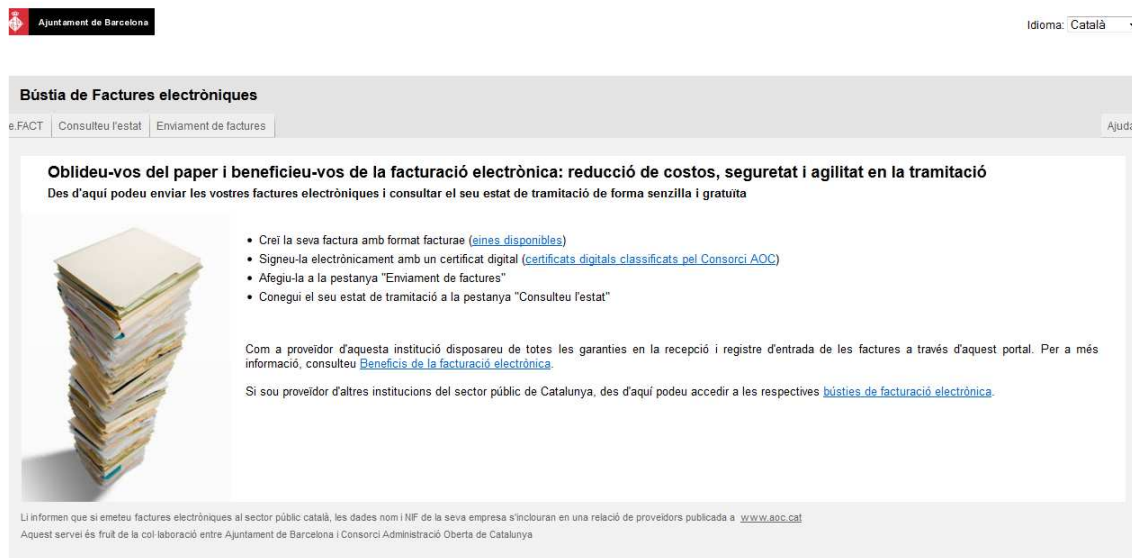 Ajuntament de Barcelona
Idioma: Català
Bústia de Factures electròniques
e.FACT Consulteu l'estat Enviament de factures Ajuda
Oblideu-vos del paper i beneficieu-vos de la facturació electrònica: reducció de costos, seguretat i agilitat en la tramitació
Des d'aquí podeu enviar les vostres factures electròniques i consultar el seu estat de tramitació de forma senzilla i gratuïta
• Creï la seva factura amb format facturae (eines disponibles)
• Signeu-la electrònicament amb un certificat digital (certificats digitals classificats pel Consorci AOC)
• Afegiu-la a la pestanya "Enviament de factures"
• Conegui el seu estat de tramitació a la pestanya "Consulteu l'estat"
Com a proveïdor d'aquesta institució disposareu de totes les garanties en la recepció i registre d'entrada de les factures a través d'aquest portal. Per a més
informació, consulteu Beneficis de la facturació electrònica.
Si sou proveïdor d'altres institucions del sector públic de Catalunya, des d'aquí podeu accedir a les respectives bústies de facturació electrònica.
Li informen que si emeteu factures electròniques al sector públic català, les dades nom i NIF de la seva empresa s'inclouran en una relació de proveïdors publicada a www.aoc.cat
Aquest servei és fruit de la col·laboració entre Ajuntament de Barcelona i Consorci Administració Oberta de Catalunya